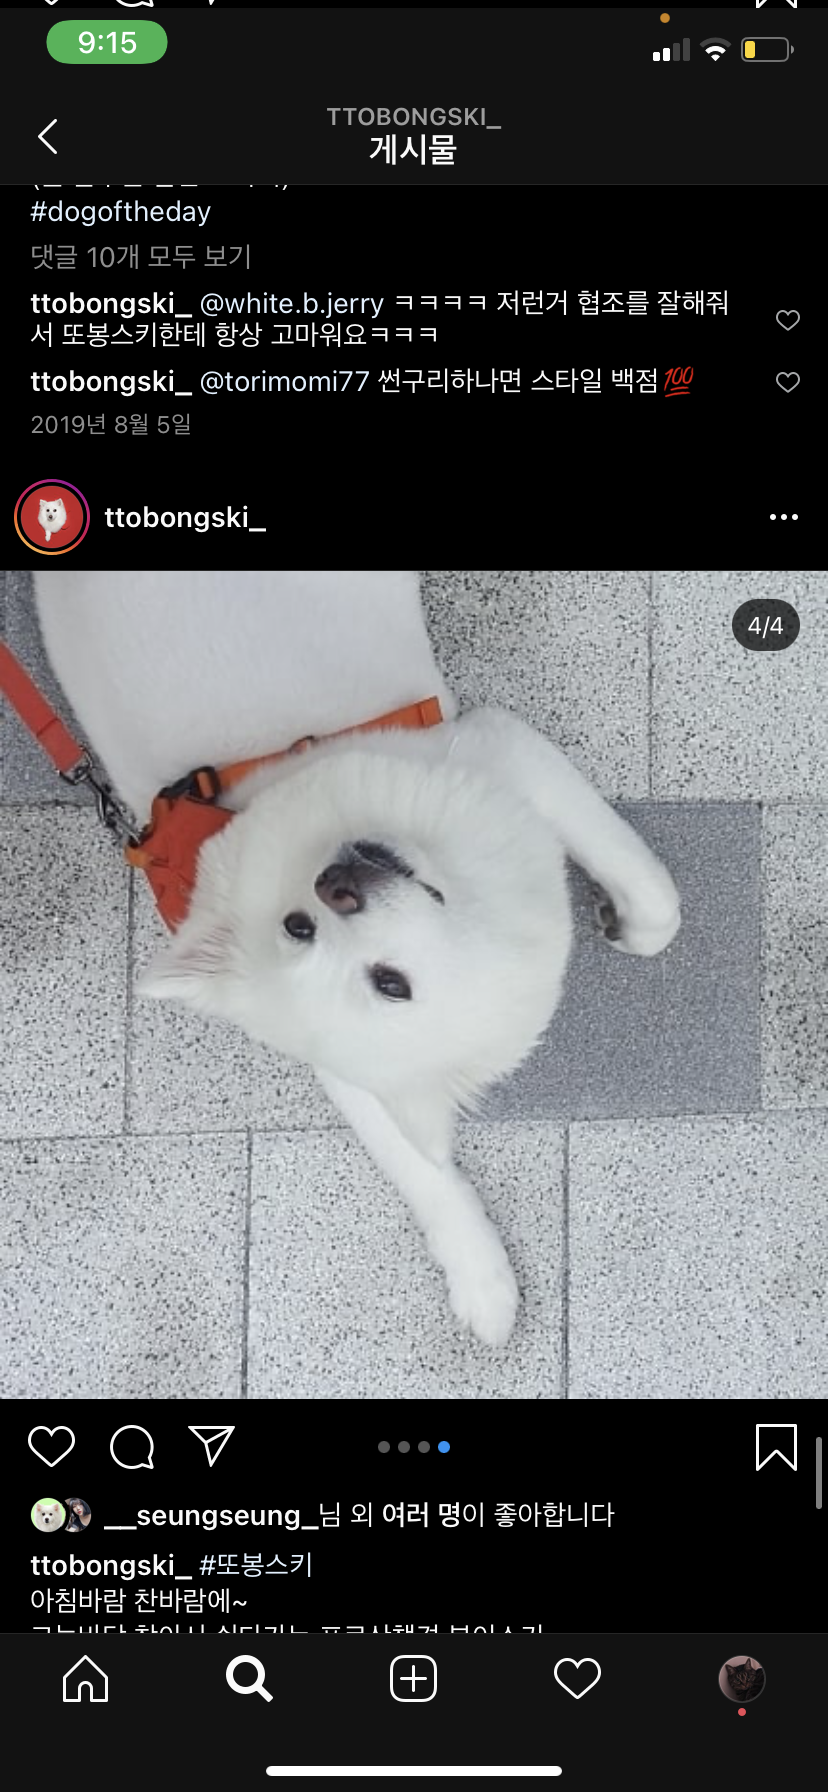 9:15
TTOBONGSKI_
게시물
#dogoftheday
댓글 10개 모두 보기
ttobongski_ @white.b.jerry ㅋㅋㅋㅋ 저런거 협조를 잘해줘
서 또봉스키한테 항상 고마워요ㅋㅋㅋ
ttobongski_ @torimomi77 썬구리하나면 스타일 백점💯
2019년 8월 5일
ttobongski_
4/4
__seungseung_님 외 여러 명이 좋아합니다
ttobongski_ #또봉스키
아침바람 찬바람에~